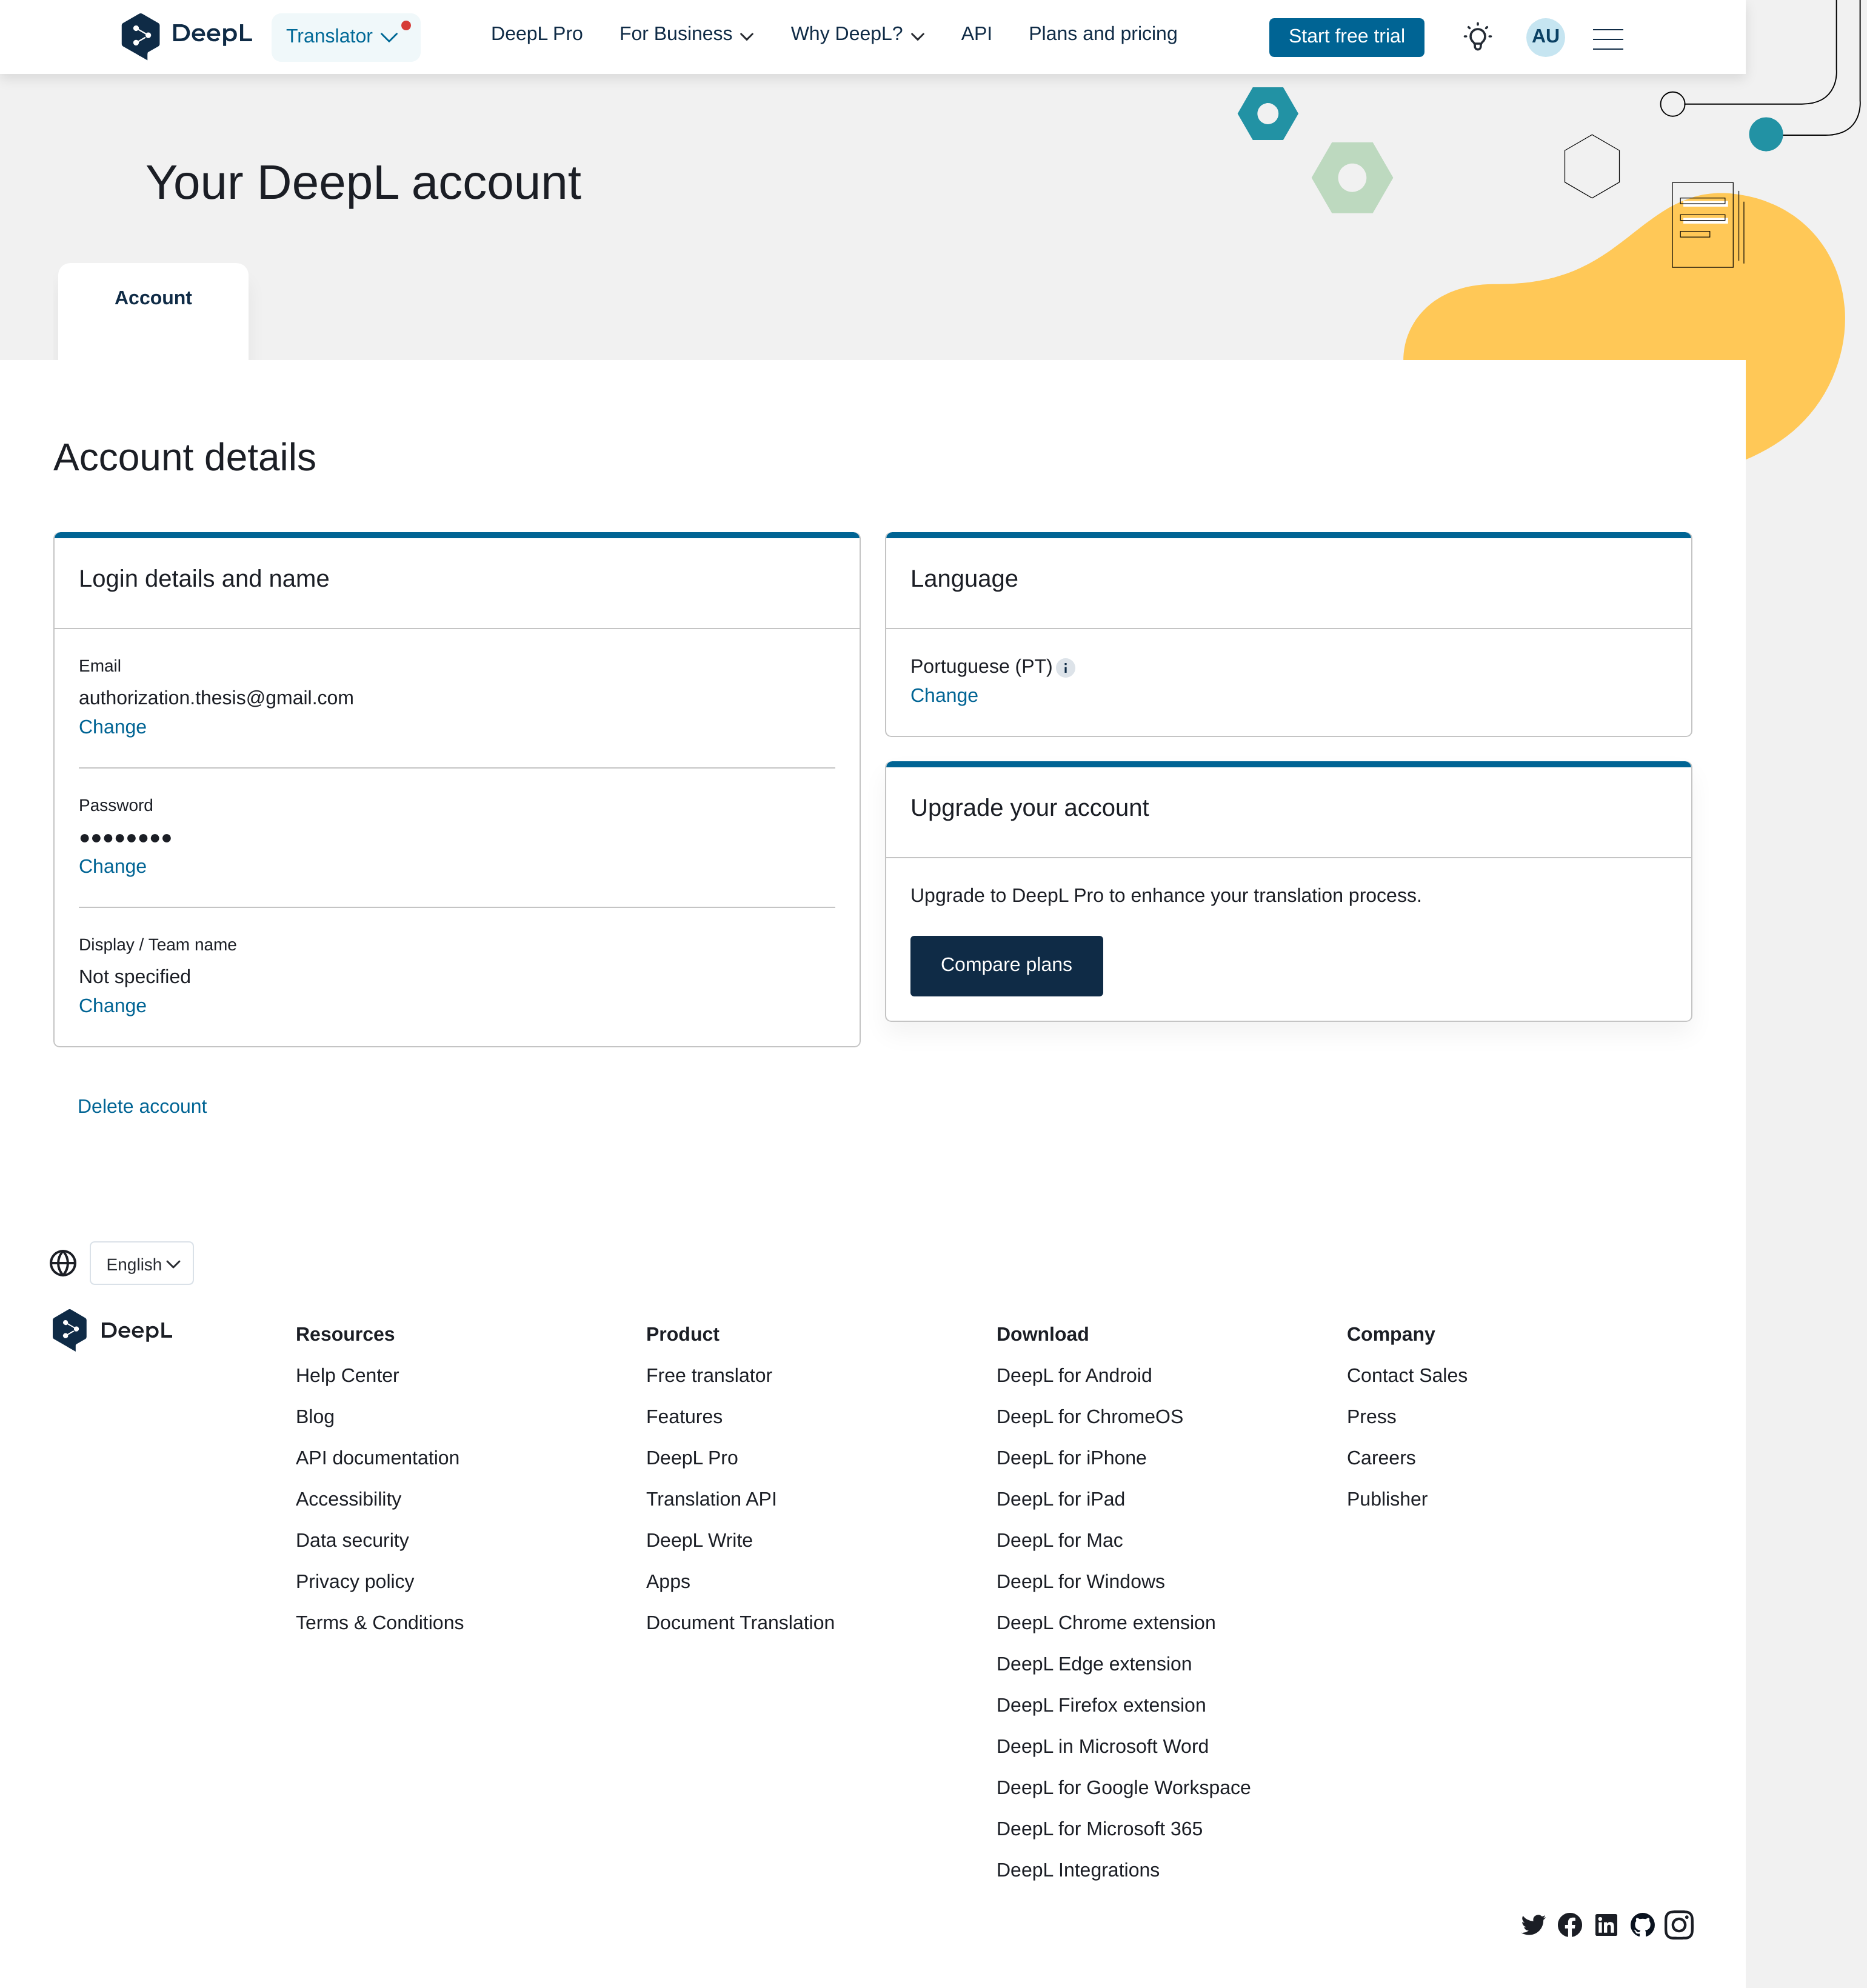 DeepL
Translator
DeepL Pro
For Business
Why DeepL?
API
Plans and pricing
Start free trial
AU
Your DeepL account
Account
Account details
Login details and name
Email
authorization.thesis@gmail.com
Change
Password
••••••••
Change
Display / Team name
Not specified
Change
Language
Portuguese (PT)
Change
Upgrade your account
Upgrade to DeepL Pro to enhance your translation process.
Compare plans
Delete account
English
DeepL
Resources
Help Center
Blog
API documentation
Accessibility
Data security
Privacy policy
Terms & Conditions
Product
Free translator
Features
DeepL Pro
Translation API
DeepL Write
Apps
Document Translation
Download
DeepL for Android
DeepL for ChromeOS
DeepL for iPhone
DeepL for iPad
DeepL for Mac
DeepL for Windows
DeepL Chrome extension
DeepL Edge extension
DeepL Firefox extension
DeepL in Microsoft Word
DeepL for Google Workspace
DeepL for Microsoft 365
DeepL Integrations
Company
Contact Sales
Press
Careers
Publisher